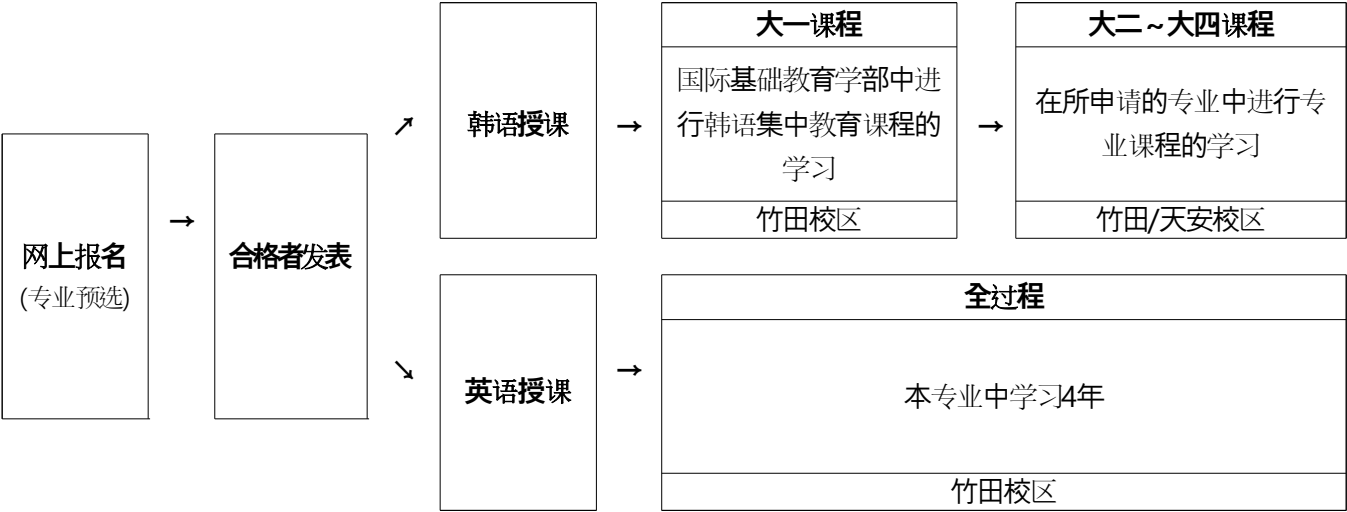 网上报名
(专业预选)
→
合格者发表
↗
韩语授课
→
大一课程
国际基础教育学部中进
行韩语集中教育课程的
学习
竹田校区
→
大二~大四课程
在所申请的专业中进行专
业课程的学习
竹田/天安校区
↘
英语授课
→
全过程
本专业中学习4年
竹田校区